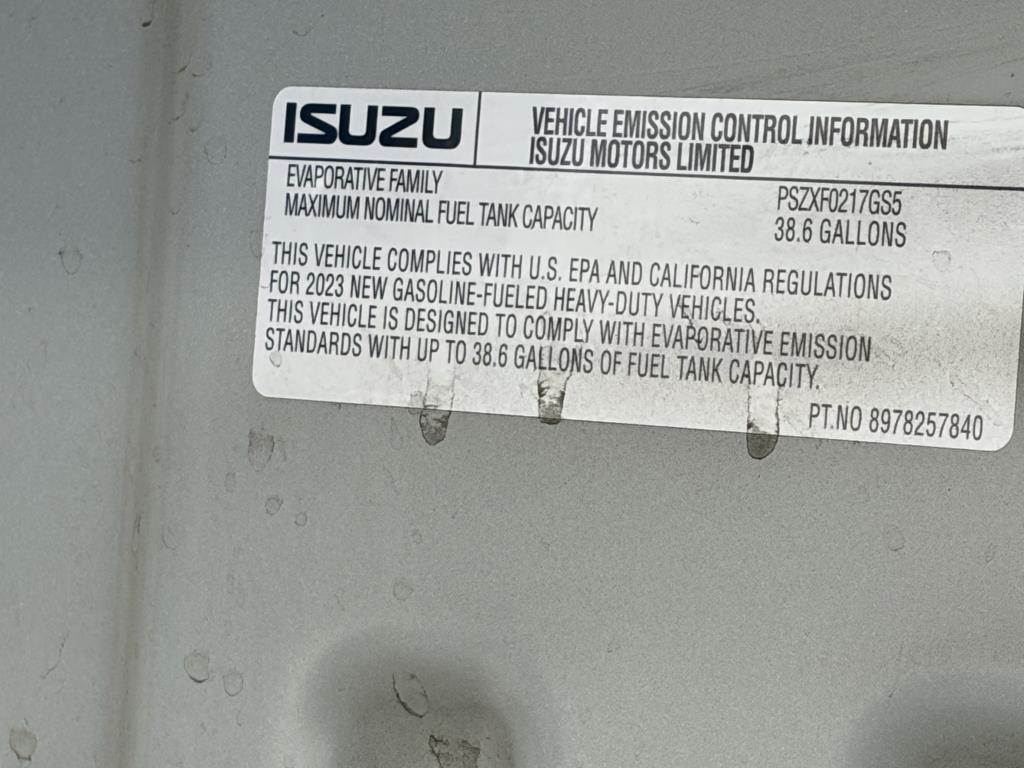 ISUZU
VEHICLE EMISSION CONTROL INFORMATION
ISUZU MOTORS LIMITED
EVAPORATIVE FAMILY PSZXF0217GS5
MAXIMUM NOMINAL FUEL TANK CAPACITY 38.6 GALLONS
THIS VEHICLE COMPLIES WITH U.S. EPA AND CALIFORNIA REGULATIONS
FOR 2023 NEW GASOLINE-FUELED HEAVY-DUTY VEHICLES.
THIS VEHICLE IS DESIGNED TO COMPLY WITH EVAPORATIVE EMISSION
STANDARDS WITH UP TO 38.6 GALLONS OF FUEL TANK CAPACITY.
PT.NO 8978257840